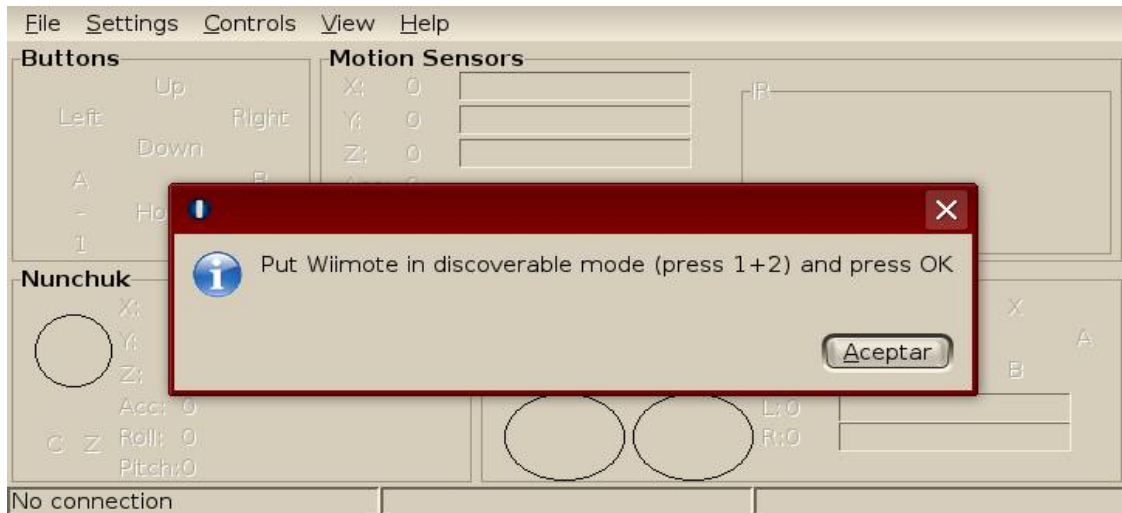 File Settings Controls View Help
Buttons
Up
Left Right
Down
A B
- Ho
1
Motion Sensors
X: 0
Y: 0
Z: 0
IR
Put Wiimote in discoverable mode (press 1+2) and press OK
Aceptar
Nunchuk
X:
Y:
Z:
Acc: 0
C Z Roll: 0
Pitch:0
X
A
B
L:0
R:0
No connection